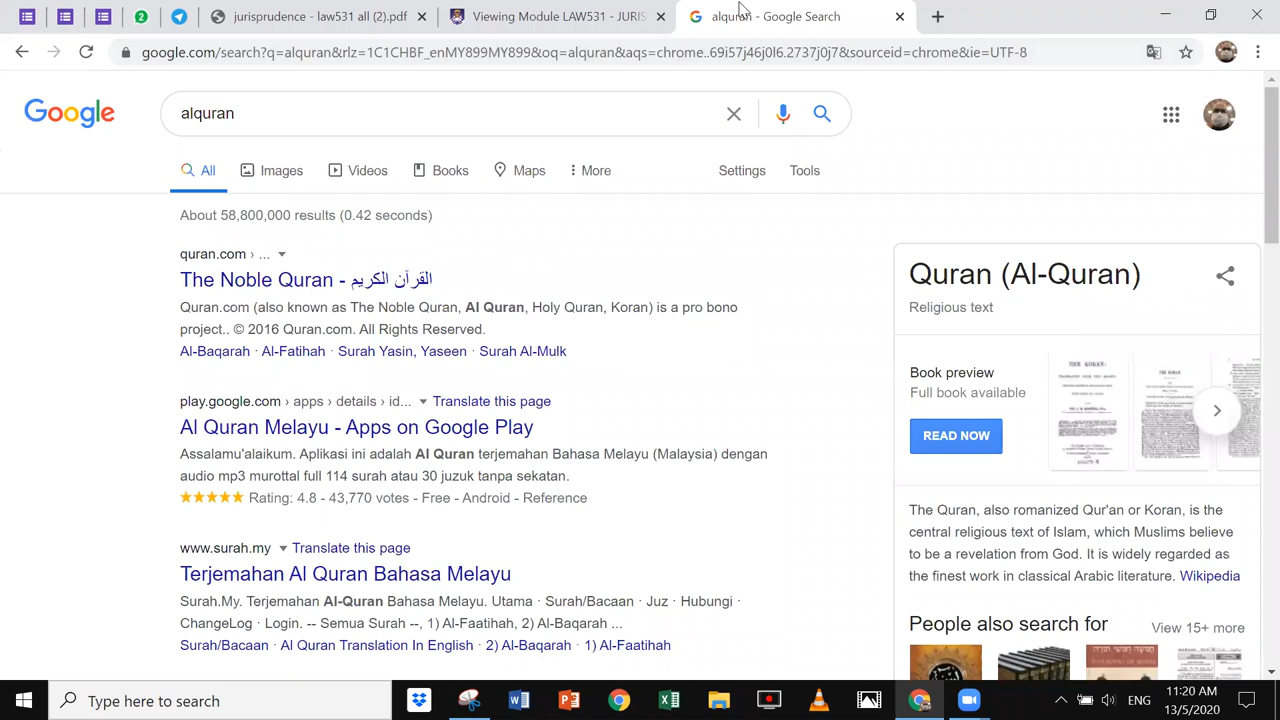 jurisprudence - law531 all (2).pdf
Viewing Module LAW531 - JURIS
alquran - Google Search
google.com/search?q=alquran&rlz=1C1CHBF_enMY899MY899&oq=alquran&aqs=chrome..69i57j46j0l6.2737j0j7&sourceid=chrome&ie=UTF-8
Google
alquran
All
Images
Videos
Books
Maps
More
Settings
Tools
About 58,800,000 results (0.42 seconds)
quran.com › ...
The Noble Quran - القرآن الكريم
Quran.com (also known as The Noble Quran, Al Quran, Holy Quran, Koran) is a pro bono
project.. © 2016 Quran.com. All Rights Reserved.
Al-Baqarah · Al-Fatihah · Surah Yasin, Yaseen · Surah Al-Mulk
play.google.com › apps › details › id... Translate this page
Al Quran Melayu - Apps on Google Play
Assalamu'alaikum. Aplikasi ini adalah Al Quran terjemahan Bahasa Melayu (Malaysia) dengan
audio mp3 murottal full 114 surah atau 30 juzuk tanpa sekatan.
Rating: 4.8 - 43,770 votes - Free - Android - Reference
www.surah.my Translate this page
Terjemahan Al Quran Bahasa Melayu
Surah.My. Terjemahan Al-Quran Bahasa Melayu. Utama · Surah/Bacaan · Juz · Hubungi ·
ChangeLog · Login. -- Semua Surah --, 1) Al-Faatihah, 2) Al-Baqarah ...
Surah/Bacaan · Al Quran Translation In English · 2) Al-Baqarah · 1) Al-Faatihah
Quran (Al-Quran)
Religious text
Book preview
Full book available
READ NOW
The Quran, also romanized Qur'an or Koran, is the
central religious text of Islam, which Muslims believe
to be a revelation from God. It is widely regarded as
the finest work in classical Arabic literature. Wikipedia
People also search for
View 15+ more
Type here to search
ENG
11:20 AM
13/5/2020